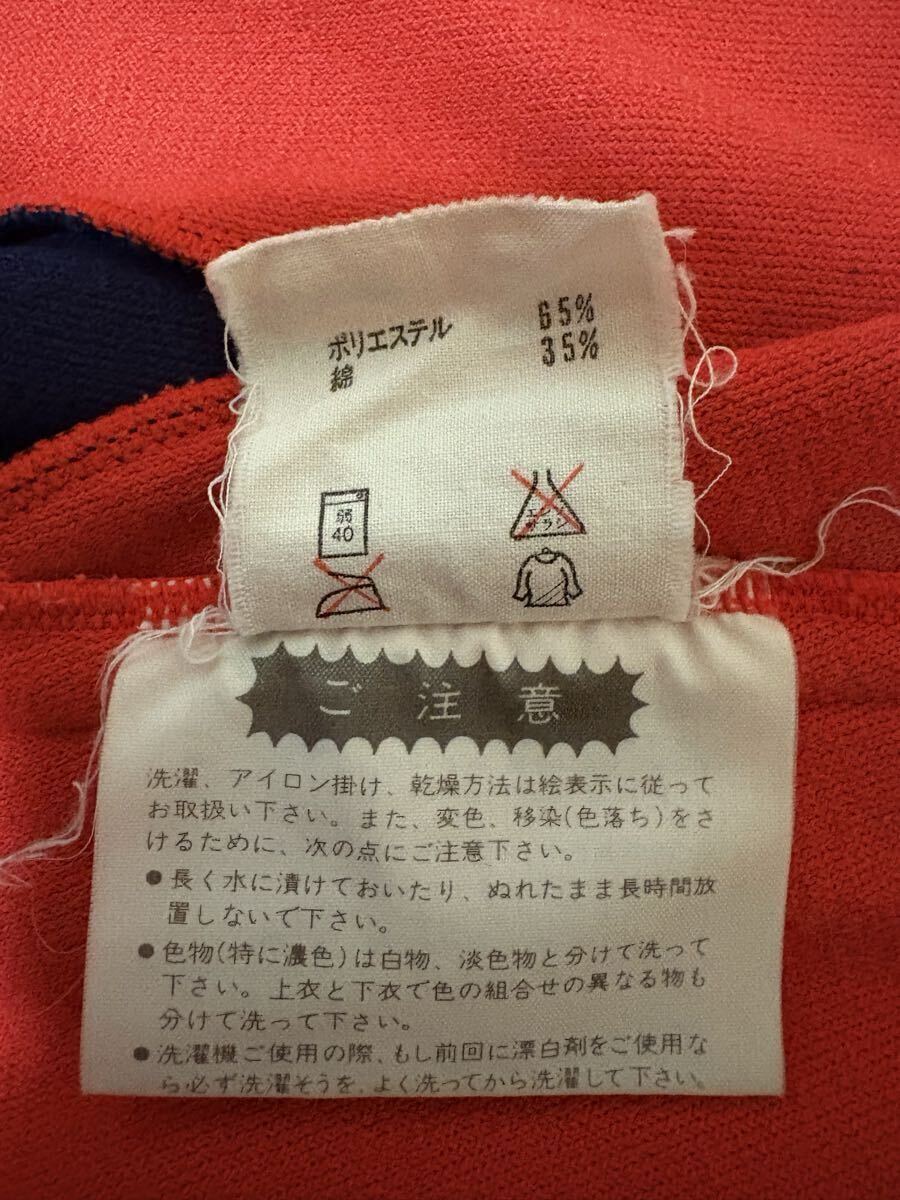 ポリエステル 65%
綿 35%
弱
40
エンソ
サラシ
ご注意
洗濯、アイロン掛け、乾燥方法は絵表示に従って
お取扱い下さい。また、変色、移染(色落ち)をさ
けるために、次の点にご注意下さい。
●長く水に漬けておいたり、ぬれたまま長時間放
置しないで下さい。
●色物(特に濃色)は白物、淡色物と分けて洗って
下さい。上衣と下衣で色の組合せの異なる物も
分けて洗って下さい。
●洗濯機ご使用の際、もし前回に漂白剤をご使用な
ら必ず洗濯そうを、よく洗ってから洗濯して下さい。